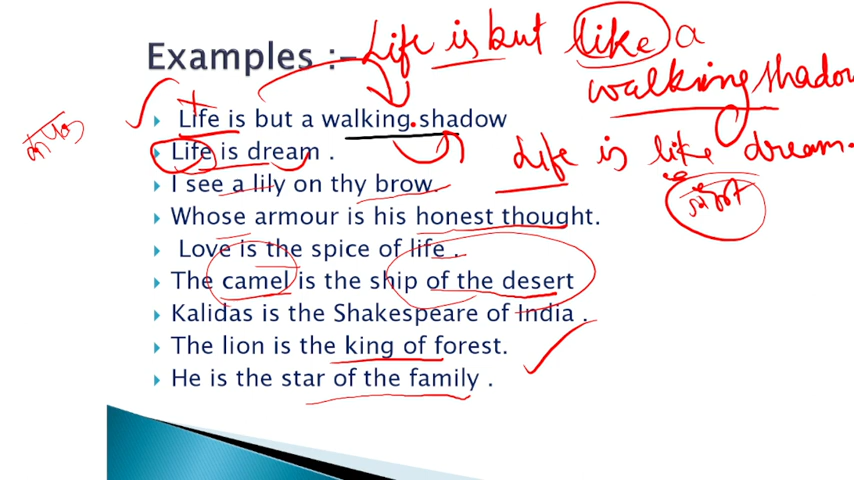 Examples :-
Life is but like a
walking shadow
Life is but a walking shadow
Life is dream .
Life is like dream.
I see a lily on thy brow.
Whose armour is his honest thought.
Love is the spice of life .
The camel is the ship of the desert
Kalidas is the Shakespeare of India .
The lion is the king of forest.
He is the star of the family .